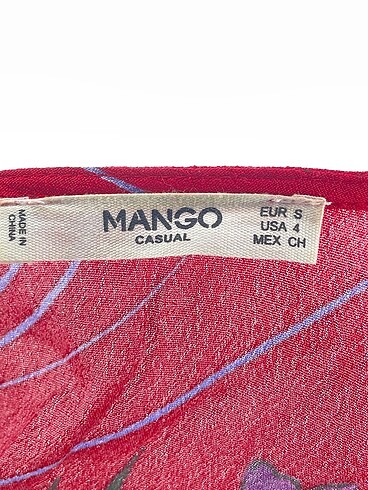 MADE IN
CHINA
MANGO
CASUAL
EUR S
USA 4
MEX CH